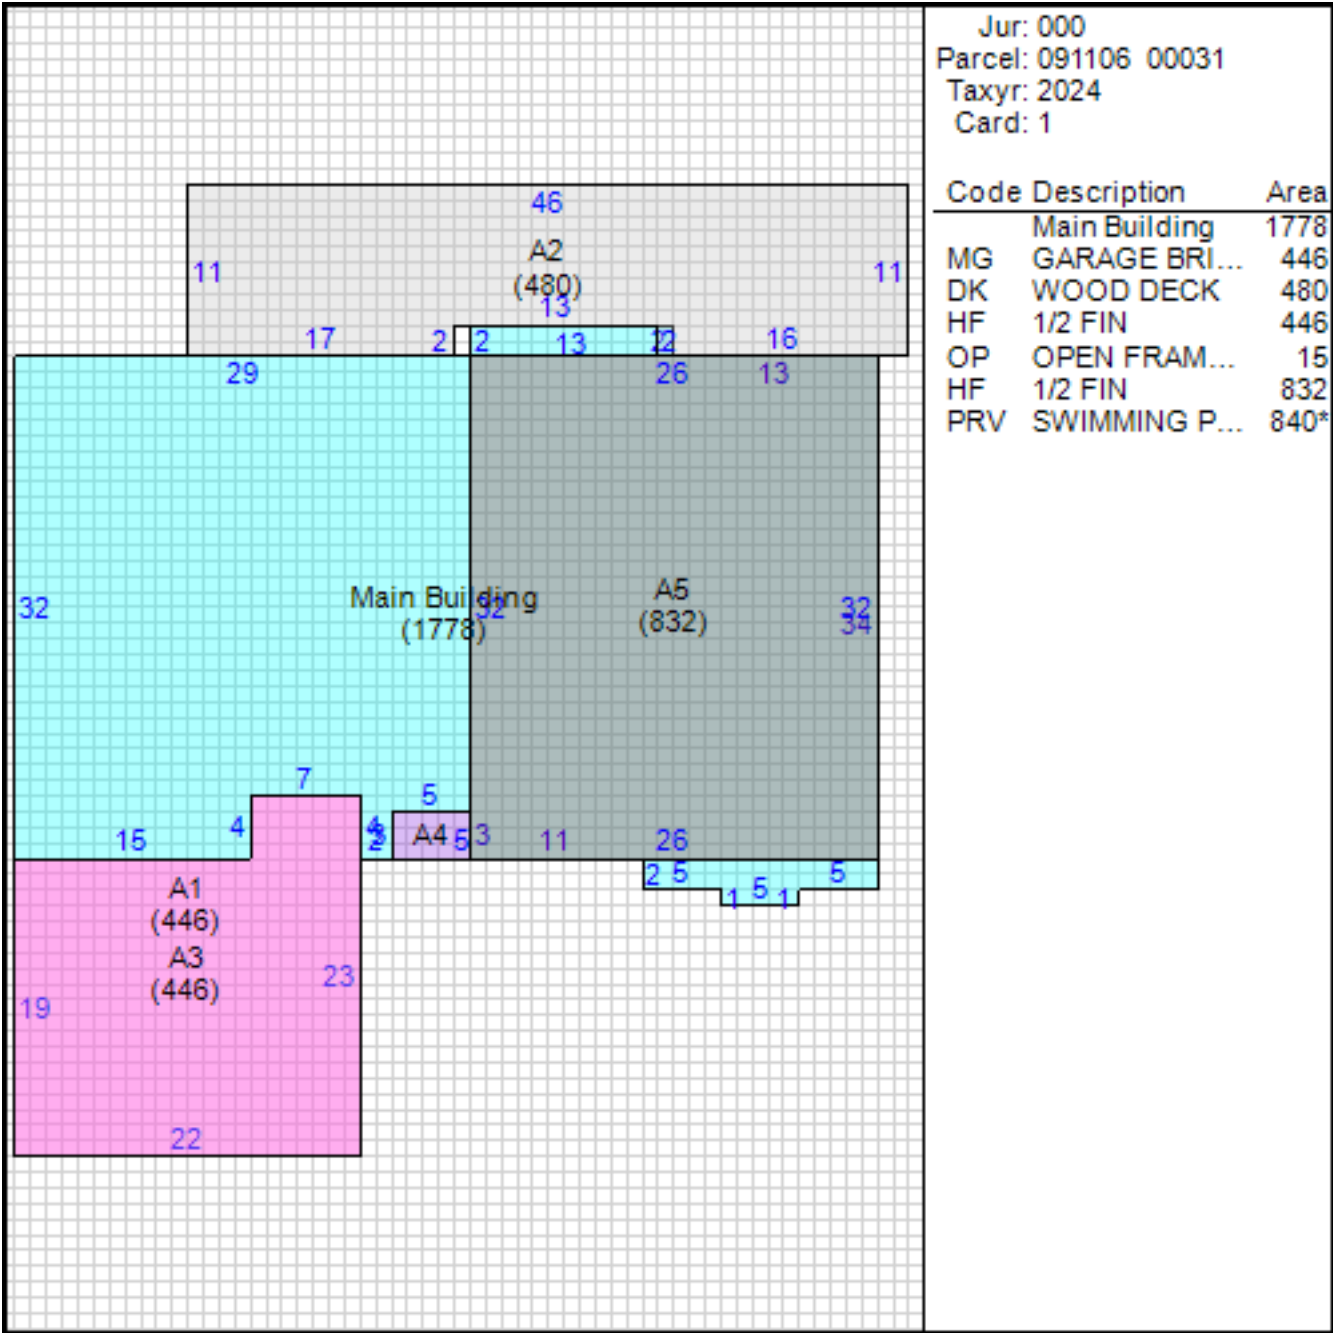 Jur: 000
Parcel: 091106 00031
Taxyr: 2024
Card: 1
Code Description Area
Main Building 1778
MG GARAGE BRI... 446
DK WOOD DECK 480
HF 1/2 FIN 446
OP OPEN FRAM... 15
HF 1/2 FIN 832
PRV SWIMMING P... 840*
46
A2
11 11
(480)
13
17 2 2 13 2 16
29 26 13
A5
Main Building
32 32 32
(1778) (832) 34
7
5
4 4
15 2 A4 5 3 11 26
2 5 5
1 5 1
A1
(446)
A3
(446)
23
19
22